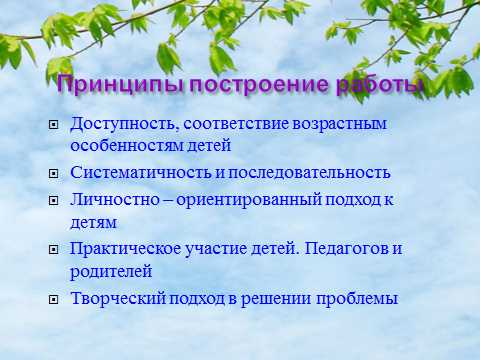 Принципы построение работы
Доступность, соответствие возрастным
особенностям детей
Систематичность и последовательность
Личностно – ориентированный подход к
детям
Практическое участие детей. Педагогов и
родителей
Творческий подход в решении проблемы